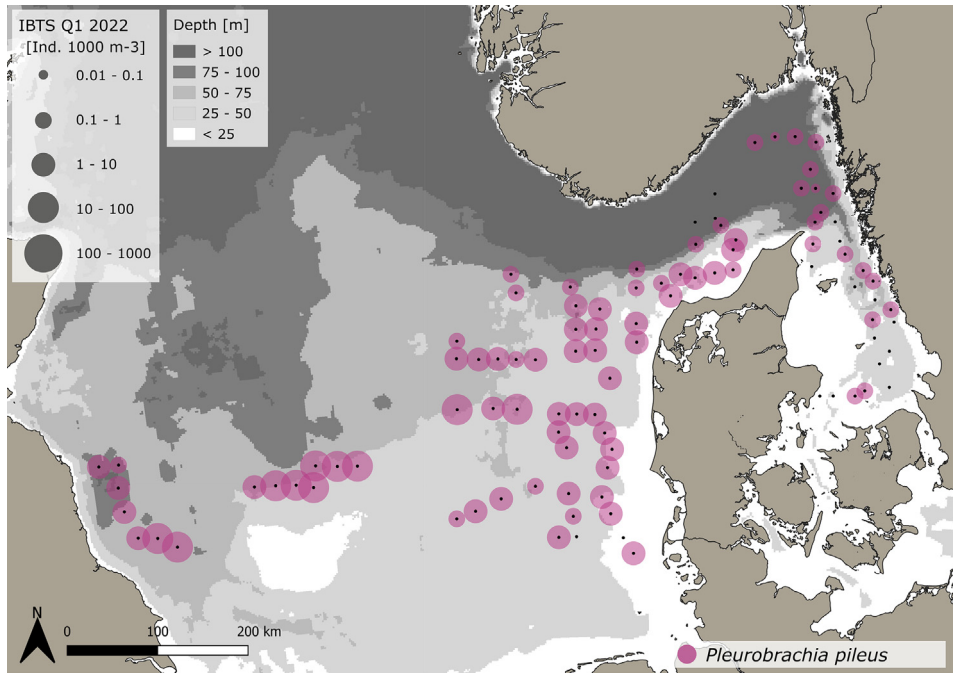 IBTS Q1 2022
[Ind. 1000 m-3]
0.01 - 0.1
0.1 - 1
1 - 10
10 - 100
100 - 1000
Depth [m]
> 100
75 - 100
50 - 75
25 - 50
< 25
N
0 100 200 km
Pleurobrachia pileus